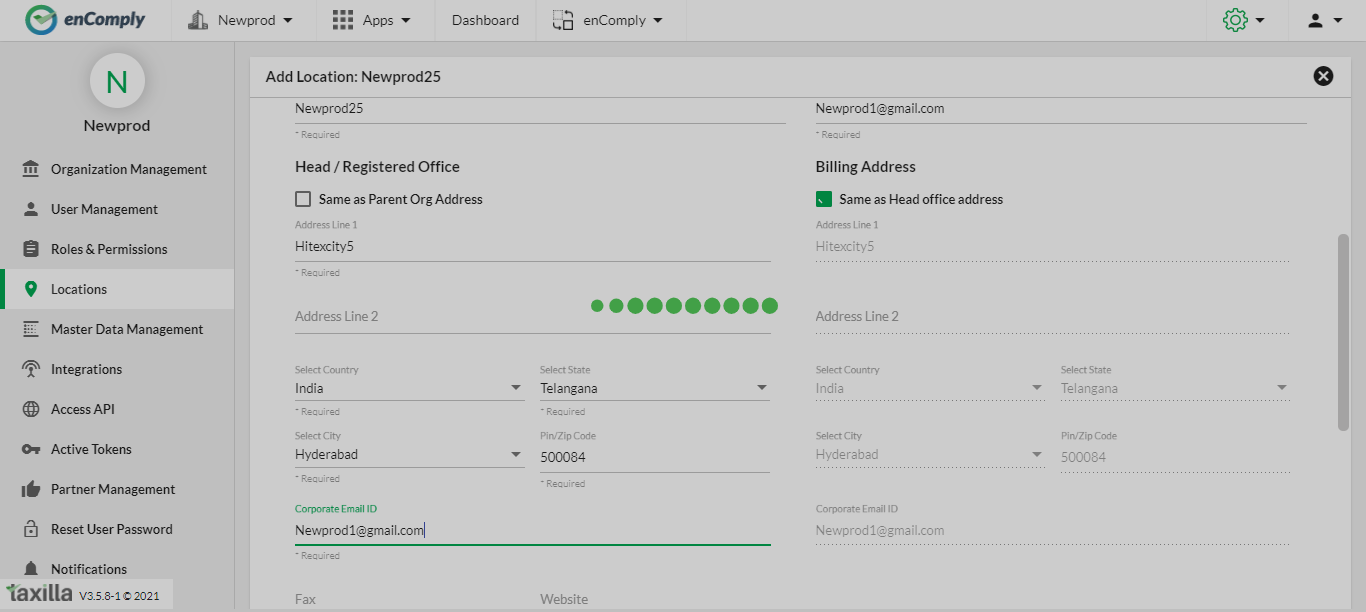 enComply
Newprod
Apps
Dashboard
enComply
N
Newprod
Organization Management
User Management
Roles & Permissions
Locations
Master Data Management
Integrations
Access API
Active Tokens
Partner Management
Reset User Password
Notifications
taxilla V3.5.8-1 © 2021
Add Location: Newprod25
Newprod25
Newprod1@gmail.com
* Required
* Required
Head / Registered Office
Billing Address
Same as Parent Org Address
Same as Head office address
Address Line 1
Address Line 1
Hitexcity5
Hitexcity5
* Required
Address Line 2
Address Line 2
Select Country
Select State
Select Country
Select State
India
Telangana
India
Telangana
* Required
* Required
Select City
Pin/Zip Code
Select City
Pin/Zip Code
Hyderabad
500084
Hyderabad
500084
* Required
* Required
Corporate Email ID
Corporate Email ID
Newprod1@gmail.com
Newprod1@gmail.com
* Required
Fax
Website